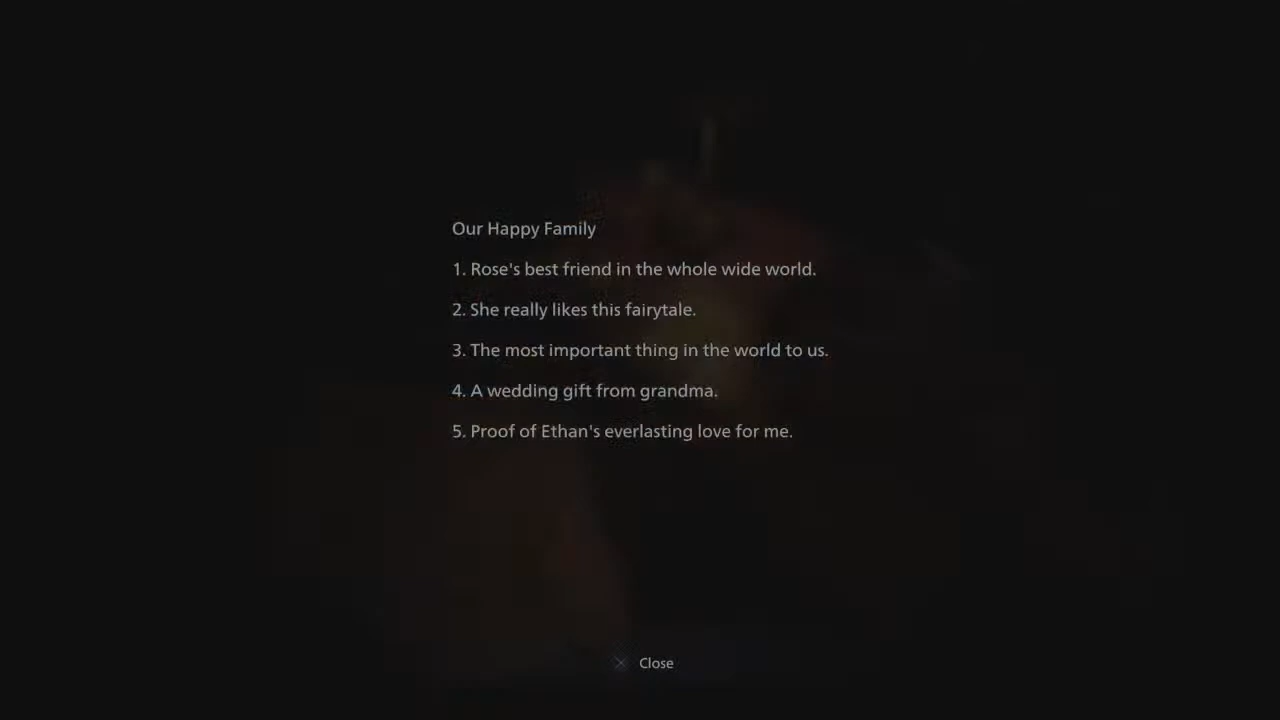 Our Happy Family
1. Rose's best friend in the whole wide world.
2. She really likes this fairytale.
3. The most important thing in the world to us.
4. A wedding gift from grandma.
5. Proof of Ethan's everlasting love for me.
Close